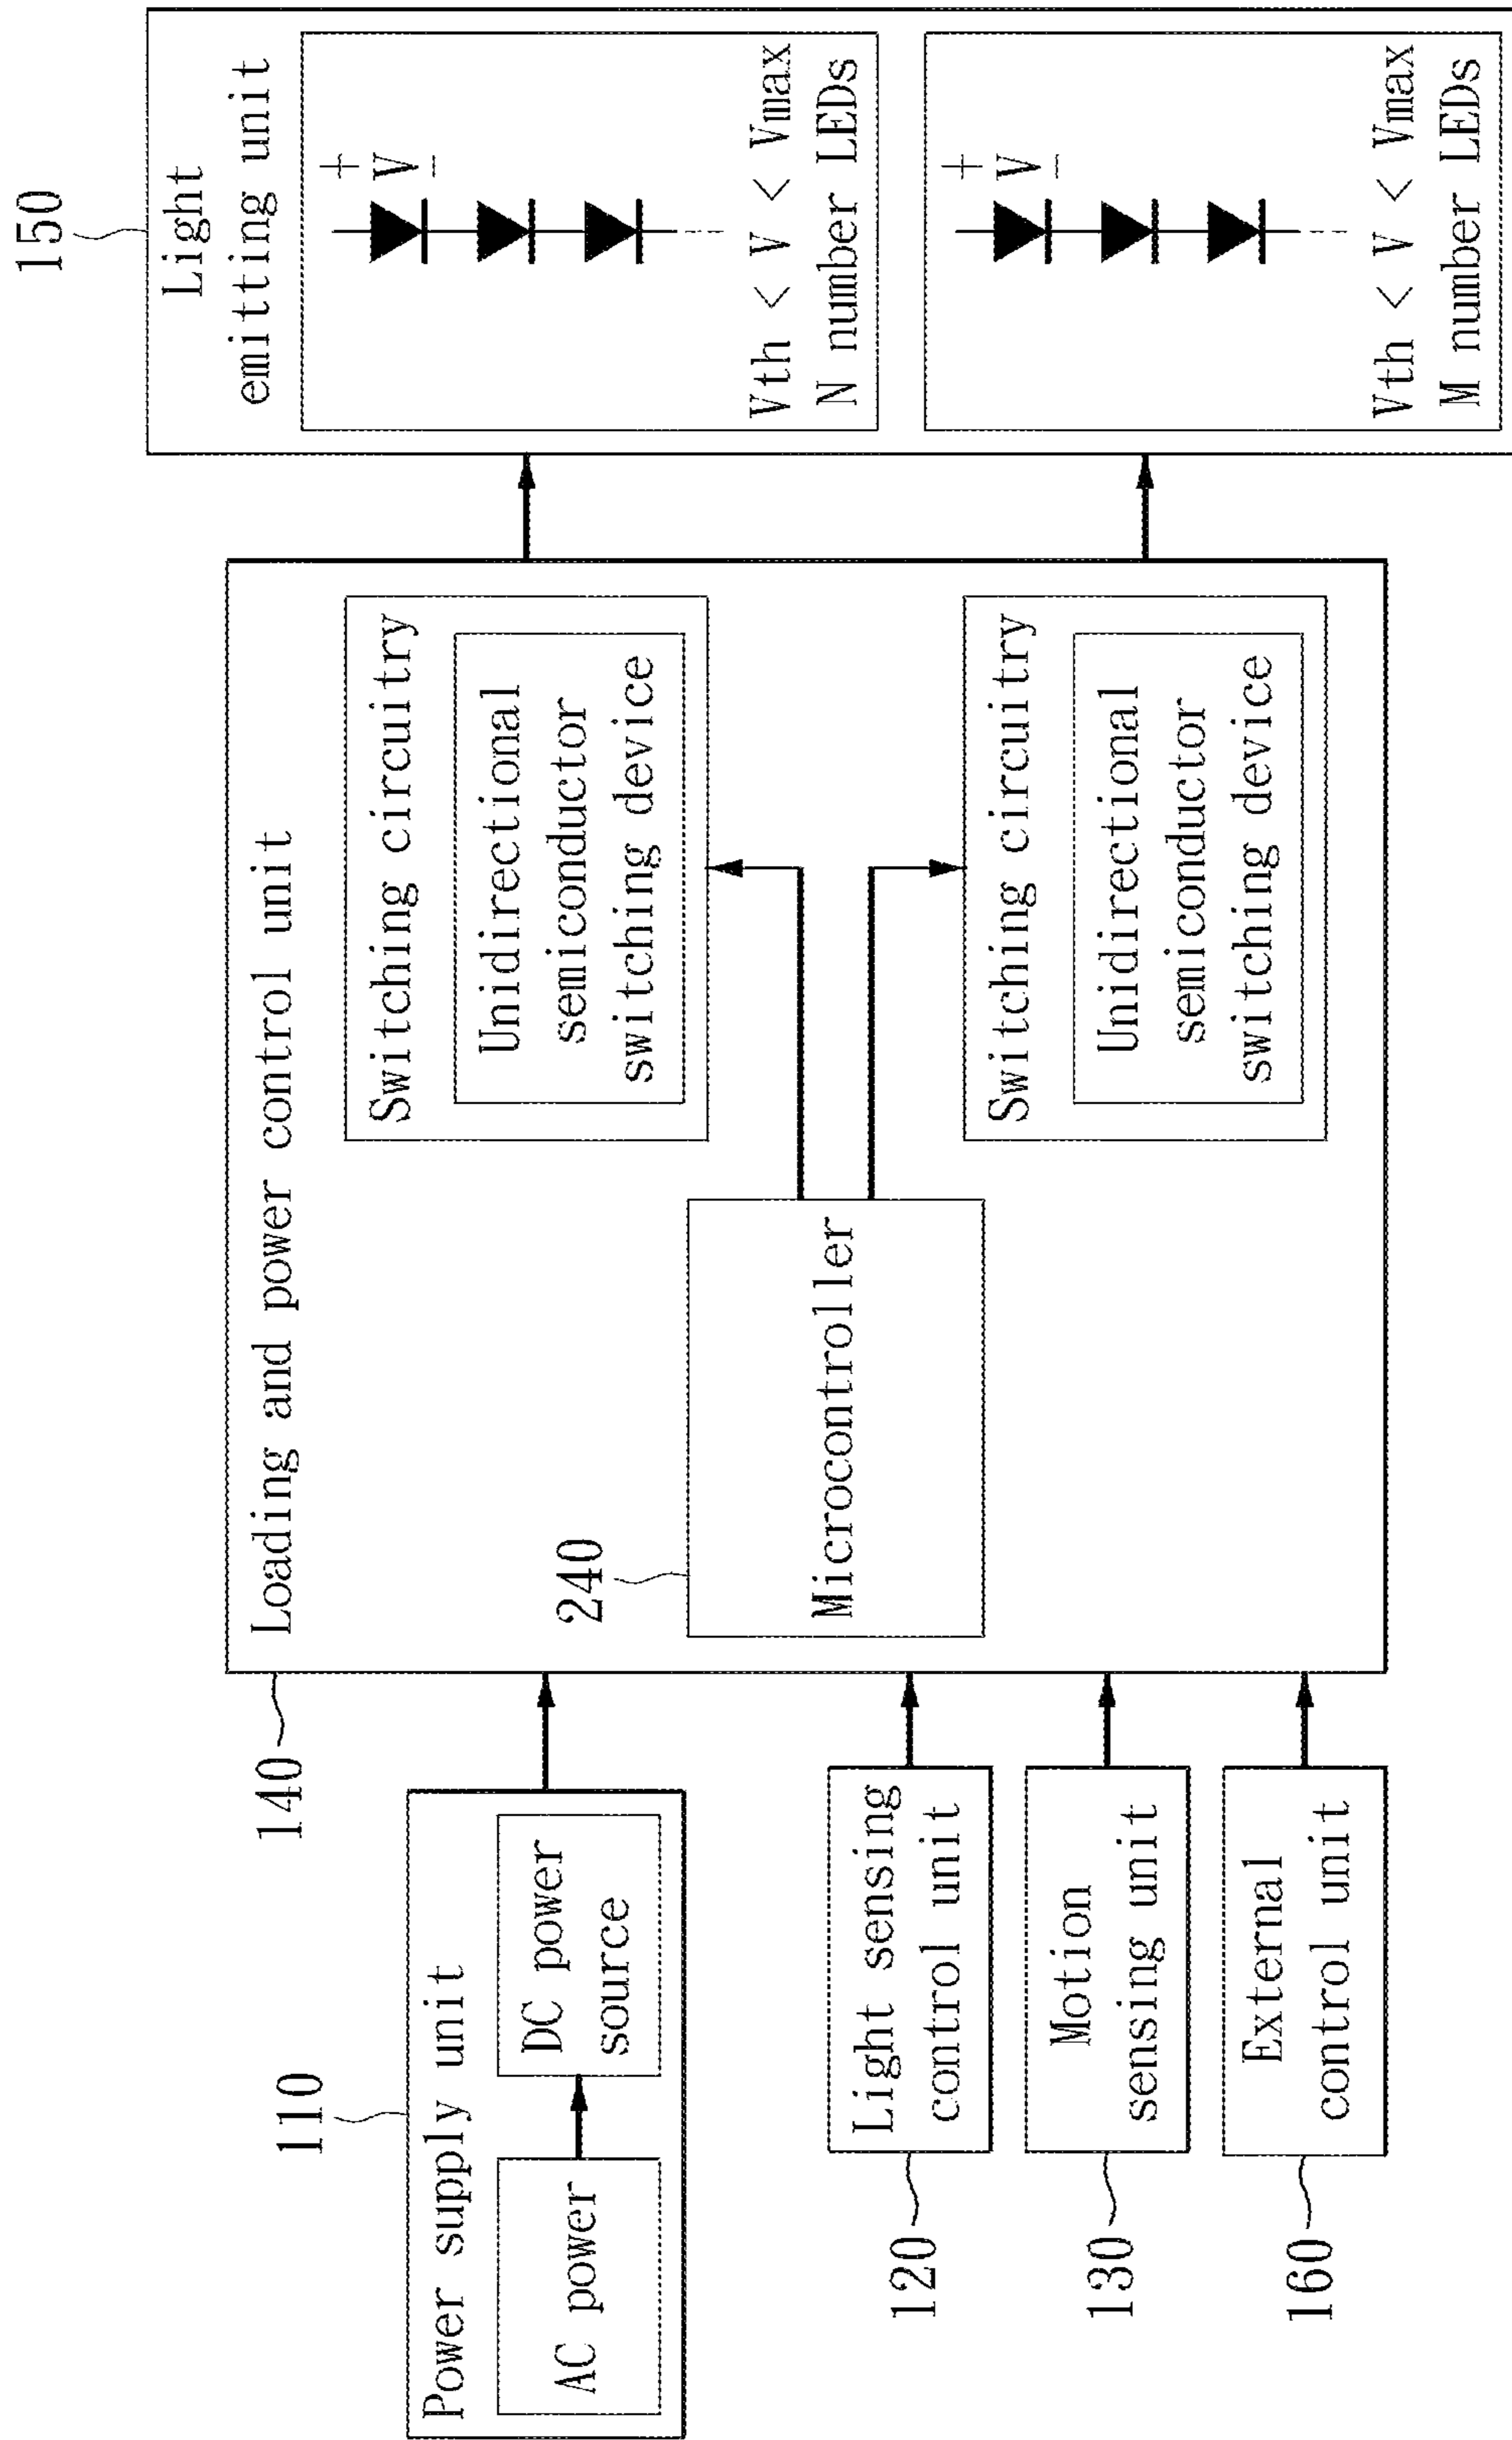 110
Power supply unit
AC power
DC power
source
120
Light sensing
control unit
130
Motion
sensing unit
160
External
control unit
140
Loading and power control unit
240
Microcontroller
Switching circuitry
Unidirectional
semiconductor
switching device
Switching circuitry
Unidirectional
semiconductor
switching device
150
Light
emitting unit
+
V
−
Vth < V < Vmax
N number LEDs
+
V
−
Vth < V < Vmax
M number LEDs